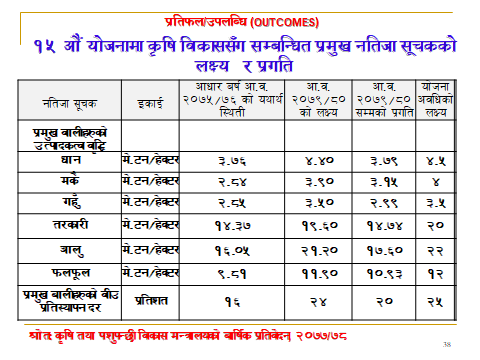 प्रतिफल/उपलब्धि (OUTCOMES)
१५ औं योजनामा कृषि विकाससँग सम्बन्धित प्रमुख नतिजा सूचकको
लक्ष्य र प्रगति
नतिजा सूचक इकाई आधार बर्ष आ.व. २०७५/७६ को यथार्थ स्थिती आ.व. २०७९/८० को लक्ष्य आ.व. २०७९/८० सम्मको प्रगति योजना अवधिको लक्ष्य
प्रमुख बालीहरुको उत्पादकत्व बृद्धि
धान मे.टन/हेक्टर ३.७६ ४.४० ३.७९ ४.५
मकै मे.टन/हेक्टर २.८४ ३.९० ३.१५ ४
गहुँ मे.टन/हेक्टर २.८५ ३.५० २.९९ ३.५
तरकारी मे.टन/हेक्टर १४.३७ १९.६० १४.७४ २०
आलु मे.टन/हेक्टर १६.०५ २१.२० १७.६० २२
फलफूल मे.टन/हेक्टर ९.८१ ११.९० १०.९३ १२
प्रमुख बालीहरुको बीउ प्रतिस्थापन दर प्रतिशत १६ २४ २० २५
श्रोतः कृषि तथा पशुपन्छी विकास मन्त्रालयको बार्षिक प्रतिवेदन, २०७७/७८
38